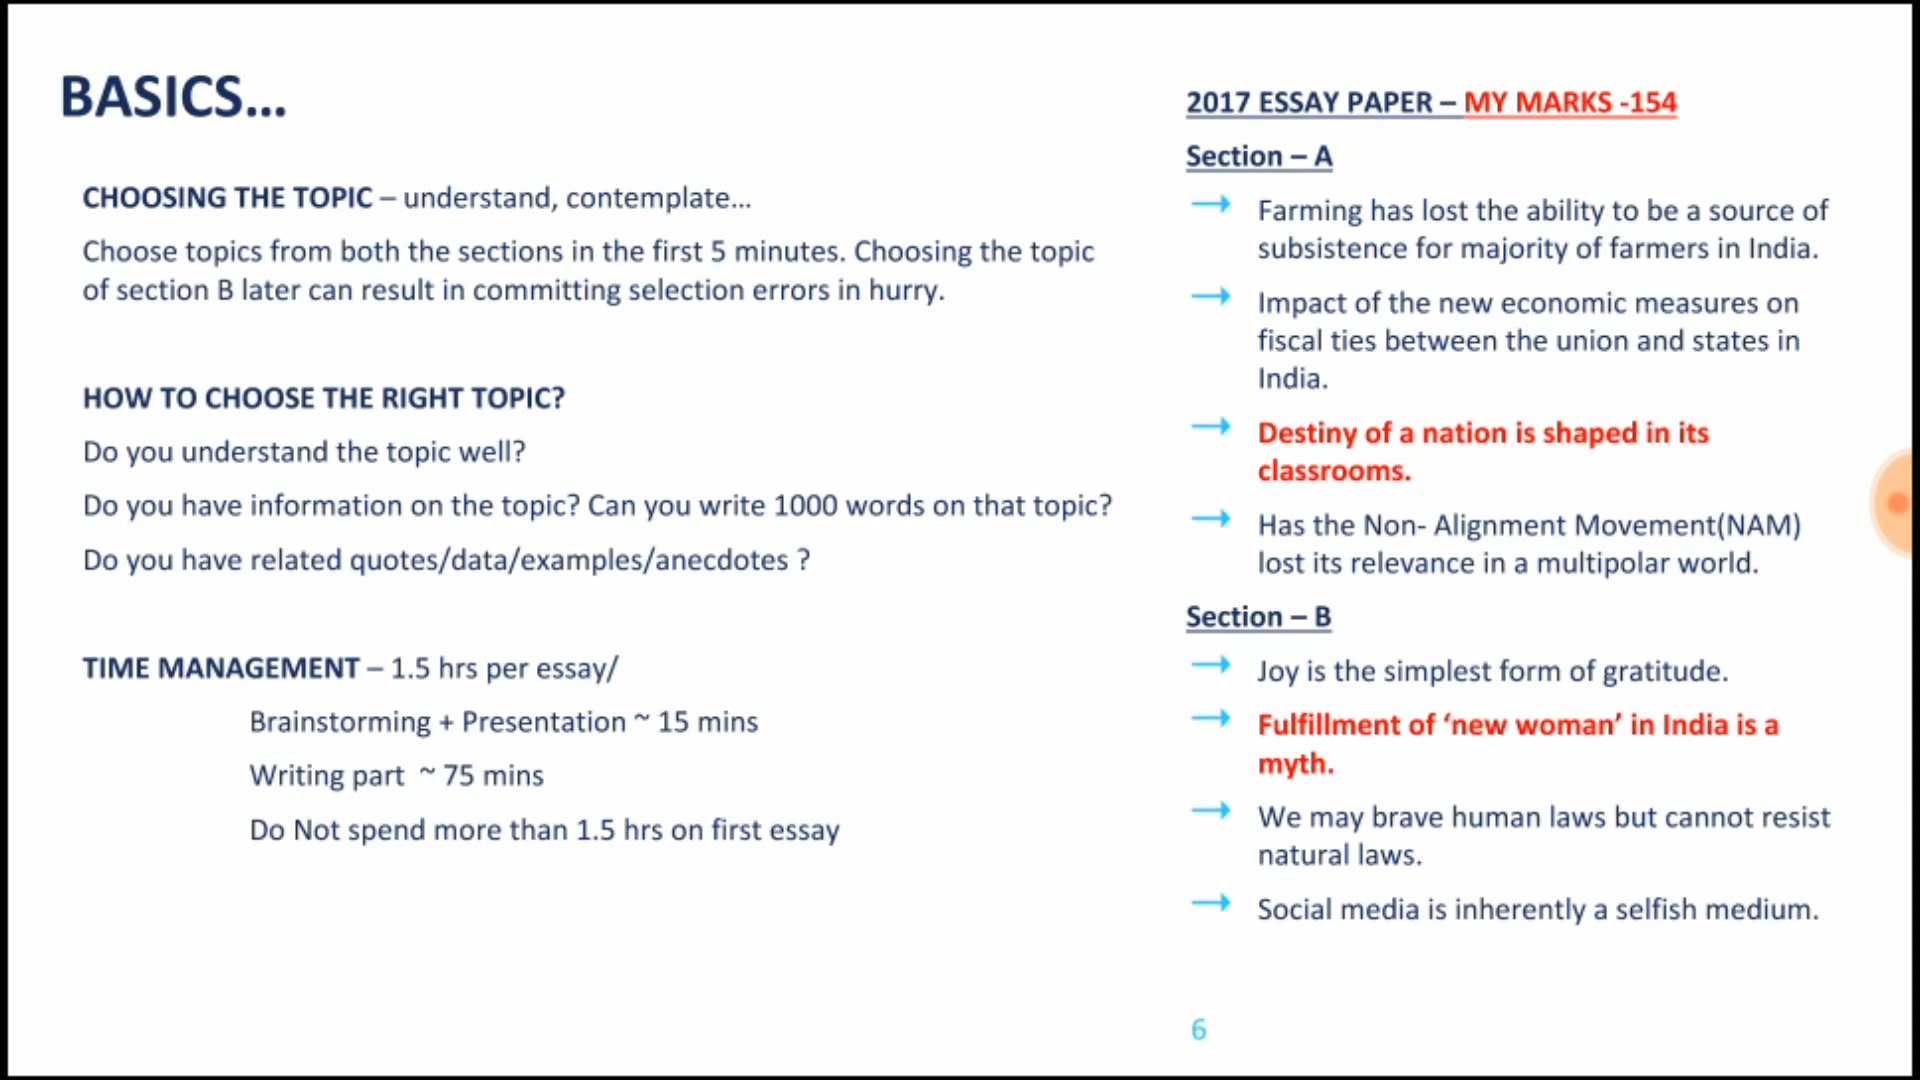 BASICS...
CHOOSING THE TOPIC – understand, contemplate...
Choose topics from both the sections in the first 5 minutes. Choosing the topic
of section B later can result in committing selection errors in hurry.
HOW TO CHOOSE THE RIGHT TOPIC?
Do you understand the topic well?
Do you have information on the topic? Can you write 1000 words on that topic?
Do you have related quotes/data/examples/anecdotes ?
TIME MANAGEMENT – 1.5 hrs per essay/
Brainstorming + Presentation ~ 15 mins
Writing part ~ 75 mins
Do Not spend more than 1.5 hrs on first essay
2017 ESSAY PAPER – MY MARKS -154
Section – A
Farming has lost the ability to be a source of
subsistence for majority of farmers in India.
Impact of the new economic measures on
fiscal ties between the union and states in
India.
Destiny of a nation is shaped in its
classrooms.
Has the Non- Alignment Movement(NAM)
lost its relevance in a multipolar world.
Section – B
Joy is the simplest form of gratitude.
Fulfillment of ‘new woman’ in India is a
myth.
We may brave human laws but cannot resist
natural laws.
Social media is inherently a selfish medium.
6